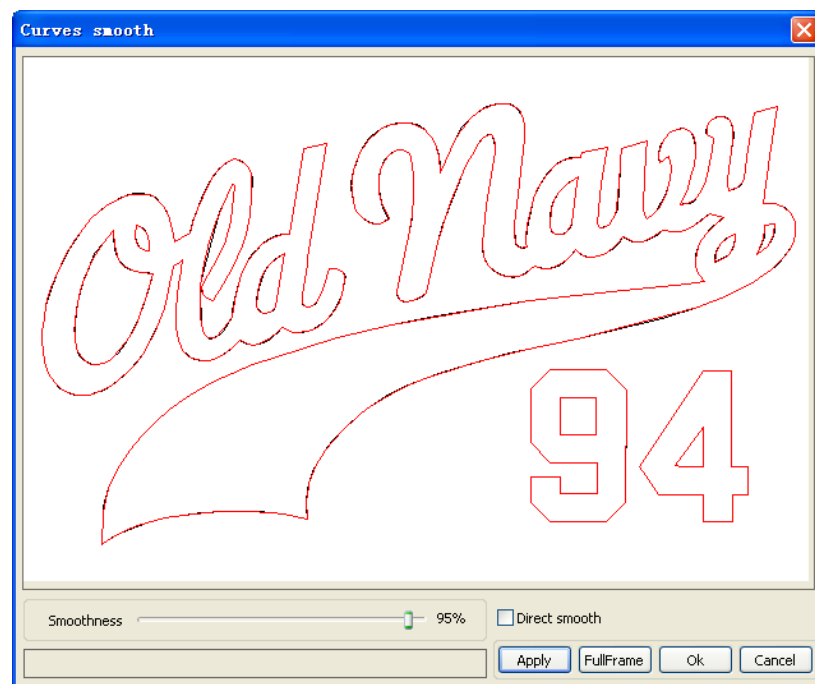 Curves smooth
Old Navy
94
Smoothness 95% Direct smooth
Apply FullFrame Ok Cancel